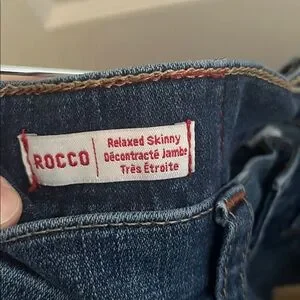 ROCCO
Relaxed Skinny
Décontracté Jambe
Très Étroite